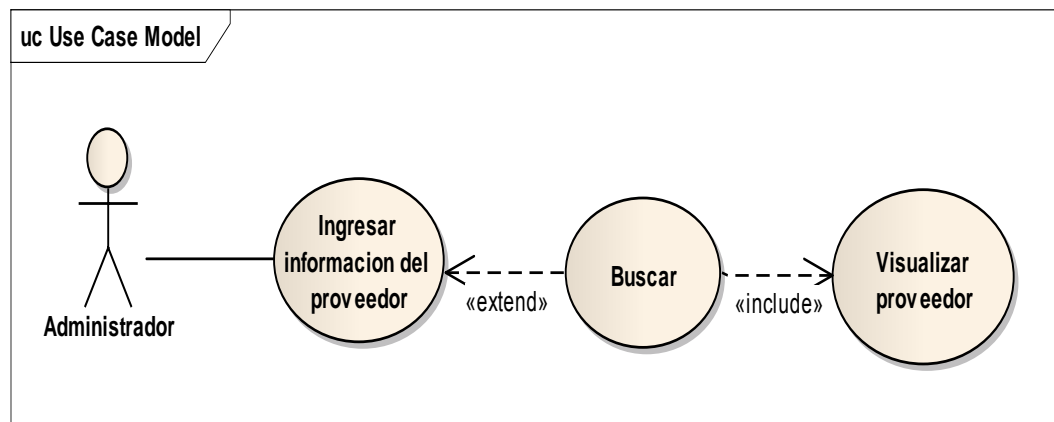 uc Use Case Model
Administrador
Ingresar
informacion del
proveedor
«extend»
Buscar
«include»
Visualizar
proveedor